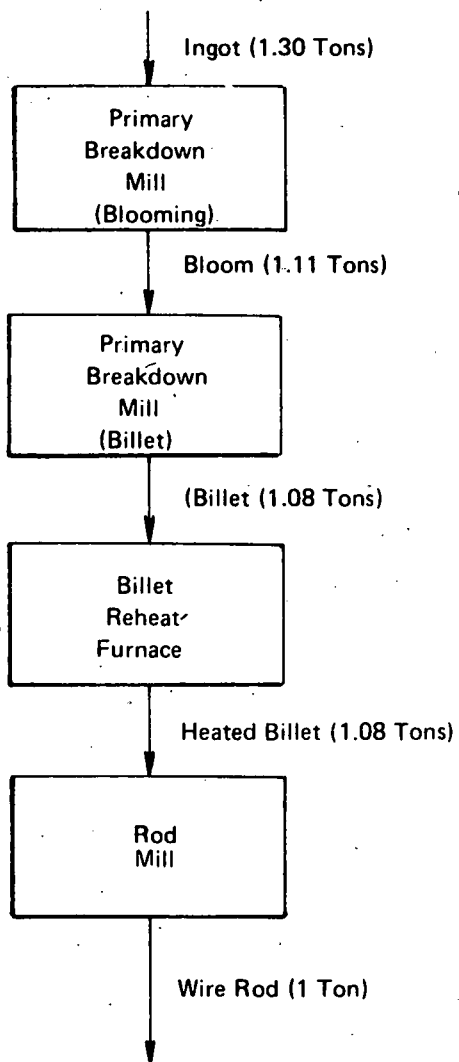 Ingot (1.30 Tons)
Primary
Breakdown
Mill
(Blooming)
Bloom (1.11 Tons)
Primary
Breakdown
Mill
(Billet)
(Billet (1.08 Tons)
Billet
Reheat
Furnace
Heated Billet (1.08 Tons)
Rod
Mill
Wire Rod (1 Ton)